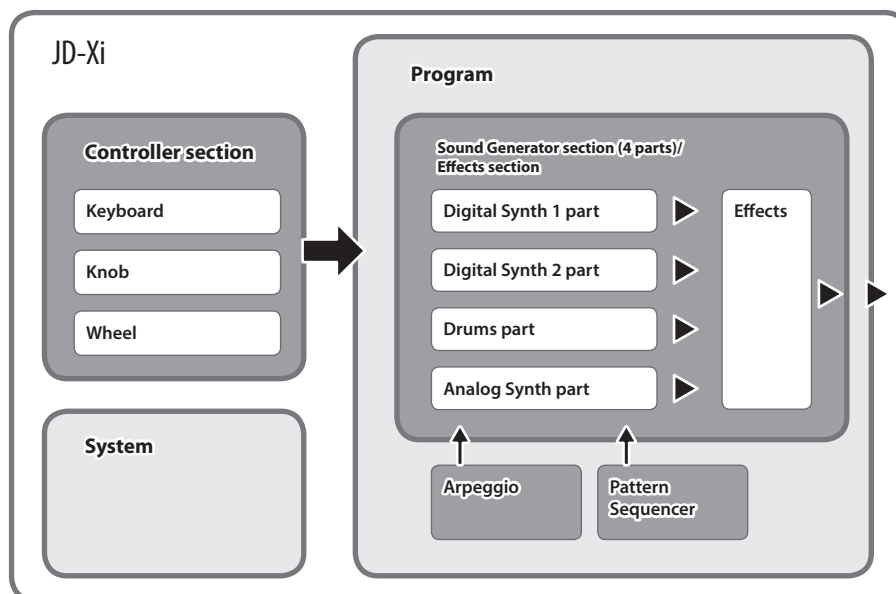 JD-Xi
Controller section
Keyboard
Knob
Wheel
System
Program
Sound Generator section (4 parts)/
Effects section
Digital Synth 1 part
Digital Synth 2 part
Drums part
Analog Synth part
Effects
Arpeggio
Pattern
Sequencer